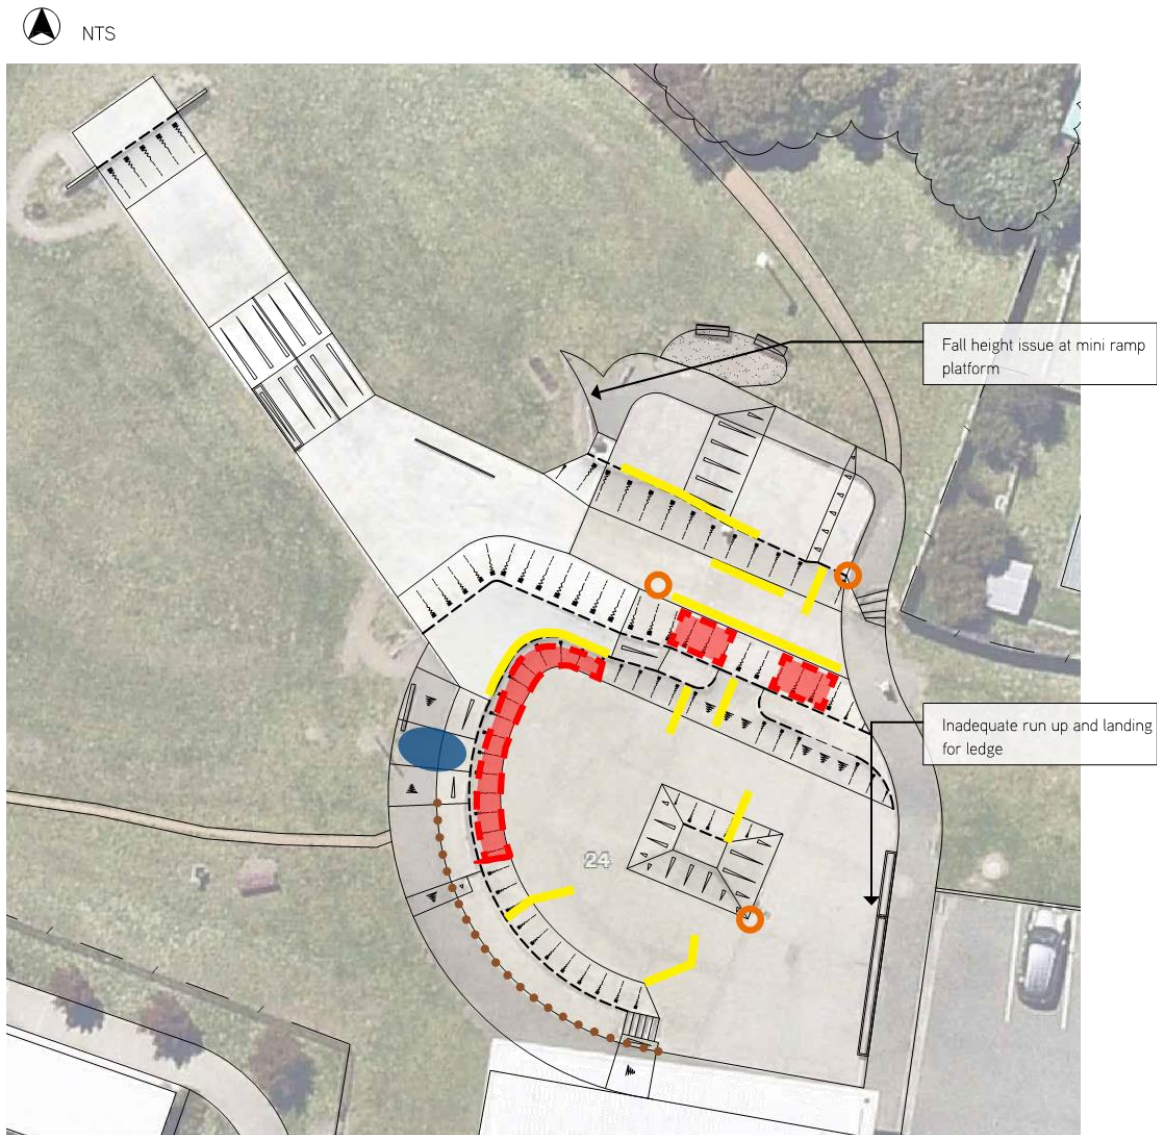 NTS
Fall height issue at mini ramp
platform
Inadequate run up and landing
for ledge
24